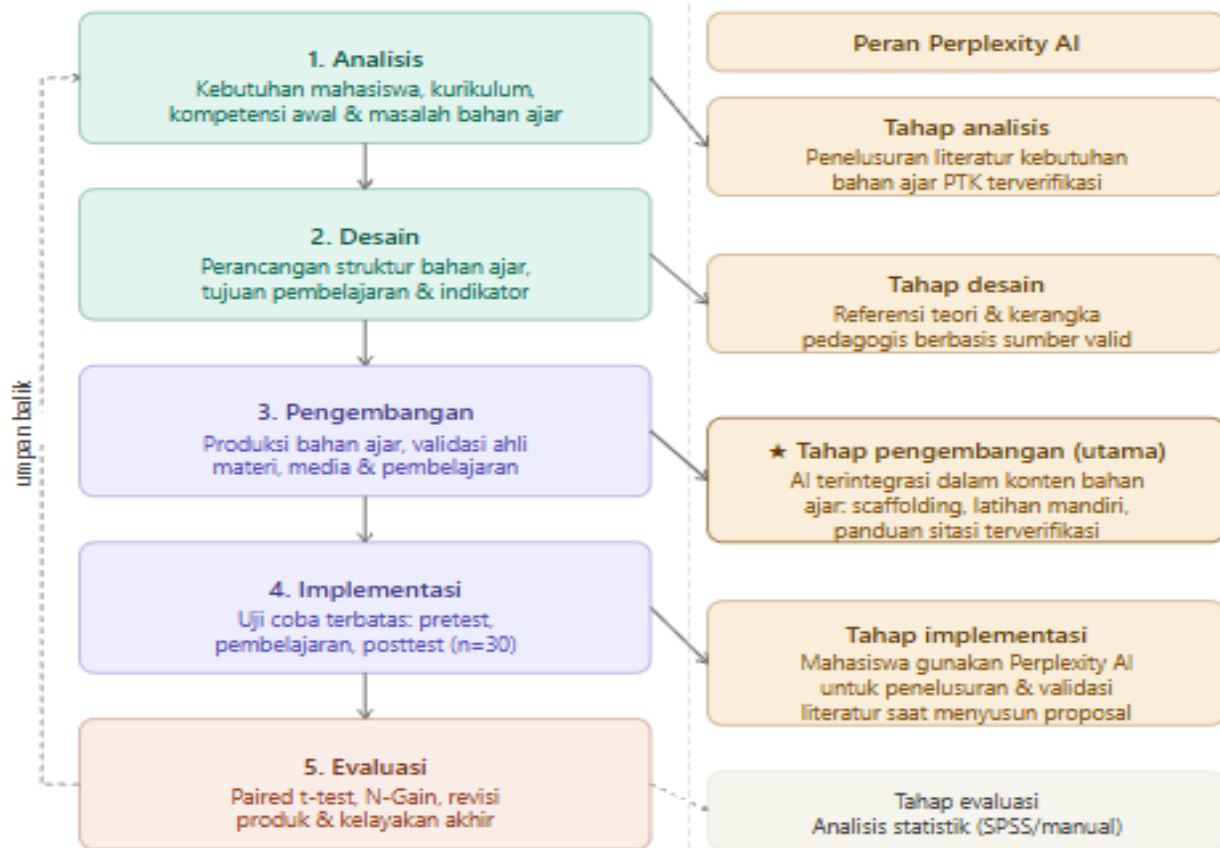 1. Analisis
Kebutuhan mahasiswa, kurikulum,
kompetensi awal & masalah bahan ajar
2. Desain
Perancangan struktur bahan ajar,
tujuan pembelajaran & indikator
3. Pengembangan
Produksi bahan ajar, validasi ahli
materi, media & pembelajaran
4. Implementasi
Uji coba terbatas: pretest,
pembelajaran, posttest (n=30)
5. Evaluasi
Paired t-test, N-Gain, revisi
produk & kelayakan akhir
umpan balik
Peran Perplexity AI
Tahap analisis
Penelusuran literatur kebutuhan
bahan ajar PTK terverifikasi
Tahap desain
Referensi teori & kerangka
pedagogis berbasis sumber valid
★ Tahap pengembangan (utama)
AI terintegrasi dalam konten bahan
ajar: scaffolding, latihan mandiri,
panduan sitasi terverifikasi
Tahap implementasi
Mahasiswa gunakan Perplexity AI
untuk penelusuran & validasi
literatur saat menyusun proposal
Tahap evaluasi
Analisis statistik (SPSS/manual)